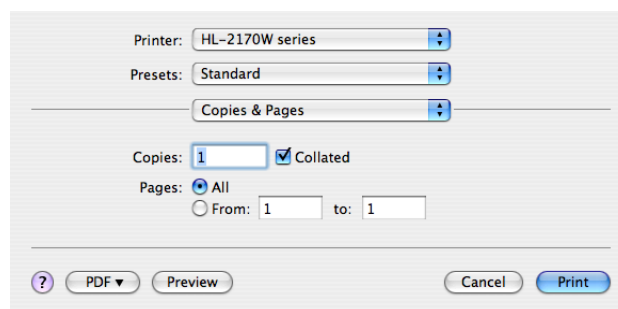 Printer: HL-2170W series
Presets: Standard
Copies & Pages
Copies: 1 Collated
Pages: All
From: 1 to: 1
? PDF ▼ Preview Cancel Print